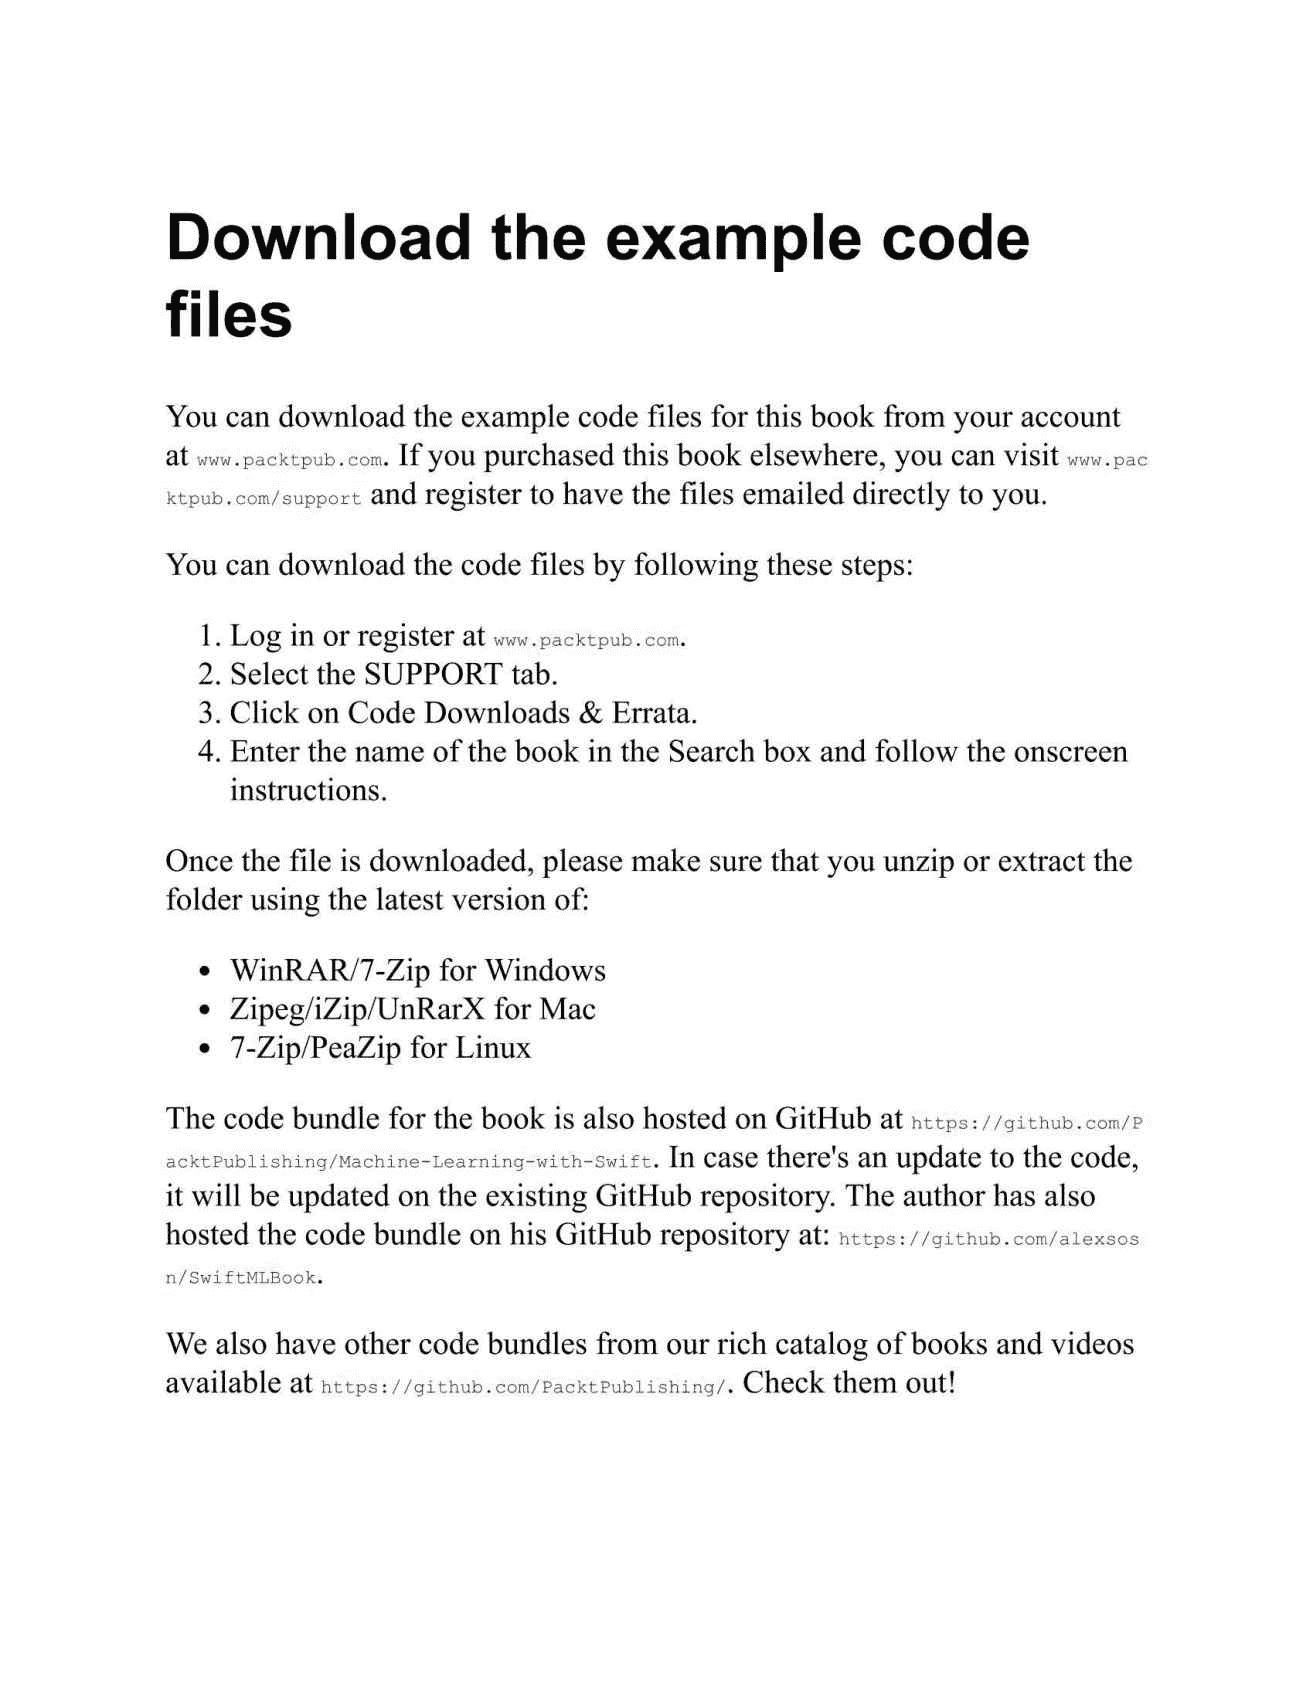 Download the example code
files
You can download the example code files for this book from your account
at www.packtpub.com. If you purchased this book elsewhere, you can visit www.pac
ktpub.com/support and register to have the files emailed directly to you.
You can download the code files by following these steps:
1. Log in or register at www.packtpub.com.
2. Select the SUPPORT tab.
3. Click on Code Downloads & Errata.
4. Enter the name of the book in the Search box and follow the onscreen
instructions.
Once the file is downloaded, please make sure that you unzip or extract the
folder using the latest version of:
• WinRAR/7-Zip for Windows
• Zipeg/iZip/UnRarX for Mac
• 7-Zip/PeaZip for Linux
The code bundle for the book is also hosted on GitHub at https://github.com/P
acktPublishing/Machine-Learning-with-Swift. In case there's an update to the code,
it will be updated on the existing GitHub repository. The author has also
hosted the code bundle on his GitHub repository at: https://github.com/alexsos
n/SwiftMLBook.
We also have other code bundles from our rich catalog of books and videos
available at https://github.com/PacktPublishing/. Check them out!